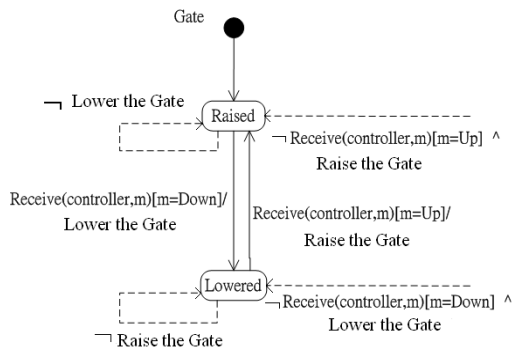 Gate
¬ Lower the Gate
Raised
¬ Receive(controller,m)[m=Up] ^
Raise the Gate
Receive(controller,m)[m=Down]/
Lower the Gate
Receive(controller,m)[m=Up]/
Raise the Gate
Lowered
¬ Receive(controller,m)[m=Down] ^
Lower the Gate
¬ Raise the Gate